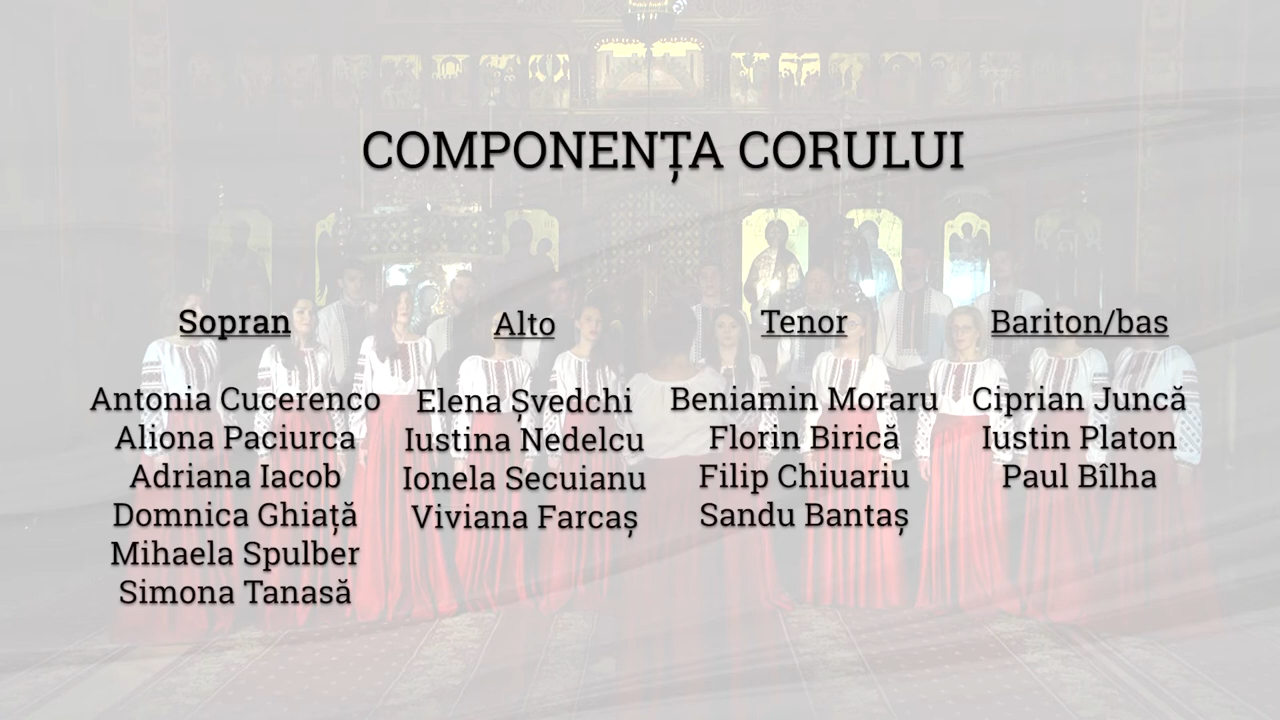 COMPONENȚA CORULUI
Sopran
Antonia Cucerenco
Aliona Paciurca
Adriana Iacob
Domnica Ghiață
Mihaela Spulber
Simona Tanasă
Alto
Elena Șvedchi
Iustina Nedelcu
Ionela Secuianu
Viviana Farcaș
Tenor
Beniamin Moraru
Florin Birică
Filip Chiuariu
Sandu Bantaș
Bariton/bas
Ciprian Juncă
Iustin Platon
Paul Bîlha